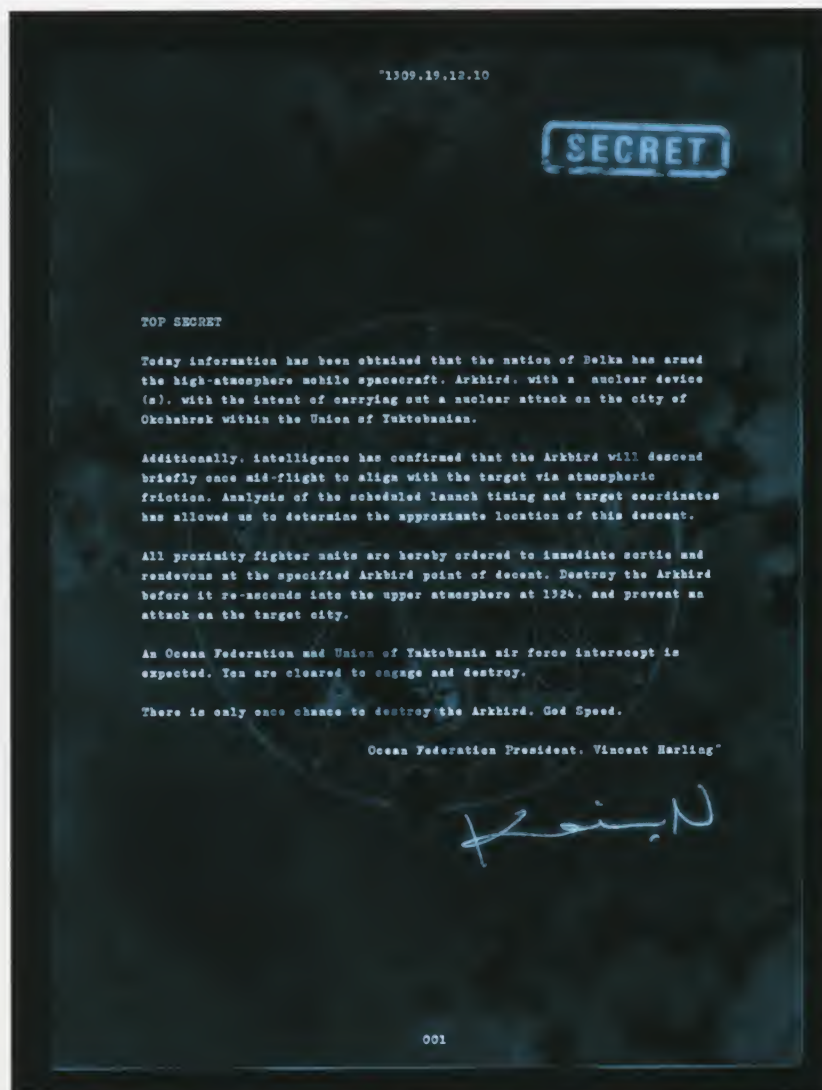 "1309.19.12.10
SECRET
TOP SECRET
Today information has been obtained that the nation of Belka has armed
the high-atmosphere mobile spacecraft, Arkbird, with a nuclear device
(s), with the intent of carrying out a nuclear attack on the city of
Okchabrsk within the Union of Yuktobanian.
Additionally, intelligence has confirmed that the Arkbird will descend
briefly once mid-flight to align with the target via atmospheric
friction. Analysis of the scheduled launch timing and target coordinates
has allowed us to determine the approximate location of this descent.
All proximity fighter units are hereby ordered to immediate sortie and
rendevous at the specified Arkbird point of decent. Destroy the Arkbird
before it re-ascends into the upper atmosphere at 1324, and prevent an
attack on the target city.
An Ocean Federation and Union of Yuktobania air force interecept is
expected. You are cleared to engage and destroy.
There is only once chance to destroy the Arkbird. God Speed.
Ocean Federation President, Vincent Harling"
001